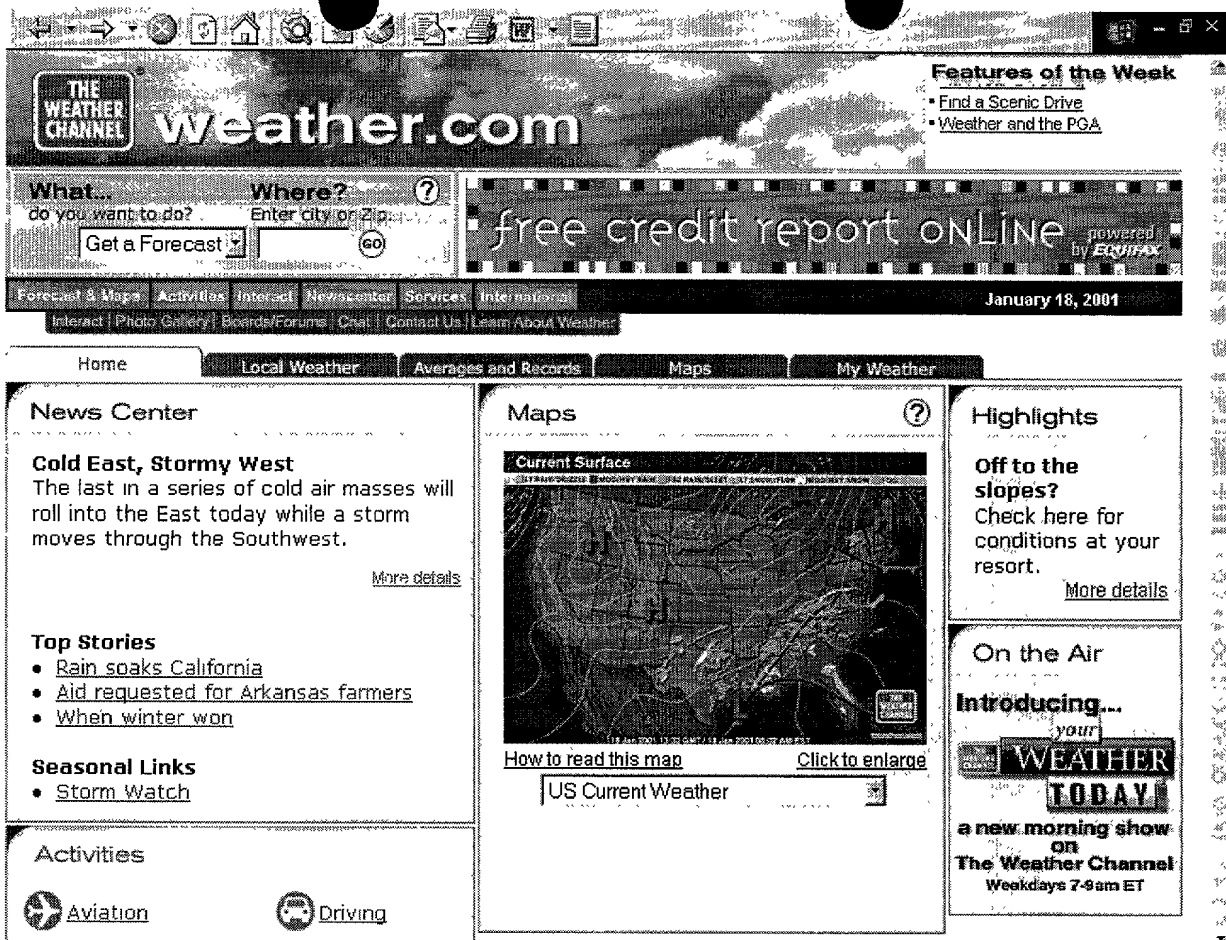 THE
WEATHER
CHANNEL
weather.com
Features of the Week
Find a Scenic Drive
Weather and the PGA
What...
do you want to do?
Get a Forecast
Where?
Enter city or Zip:
GO
?
free credit report onLiNe
powered
by EQUIFAX
Forecast & Maps Activities Interact Newscenter Services International
January 18, 2001
Interact | Photo Gallery | Boards/Forums | Chat | Contact Us | Learn About Weather
Home
Local Weather
Averages and Records
Maps
My Weather
News Center
Cold East, Stormy West
The last in a series of cold air masses will
roll into the East today while a storm
moves through the Southwest.
More details
Top Stories
Rain soaks California
Aid requested for Arkansas farmers
When winter won
Seasonal Links
Storm Watch
Activities
Aviation
Driving
Maps
?
Current Surface
How to read this map
Click to enlarge
US Current Weather
Highlights
Off to the
slopes?
Check here for
conditions at your
resort.
More details
On the Air
Introducing...
your
WEATHER
TODAY
a new morning show
on
The Weather Channel
Weekdays 7-9am ET